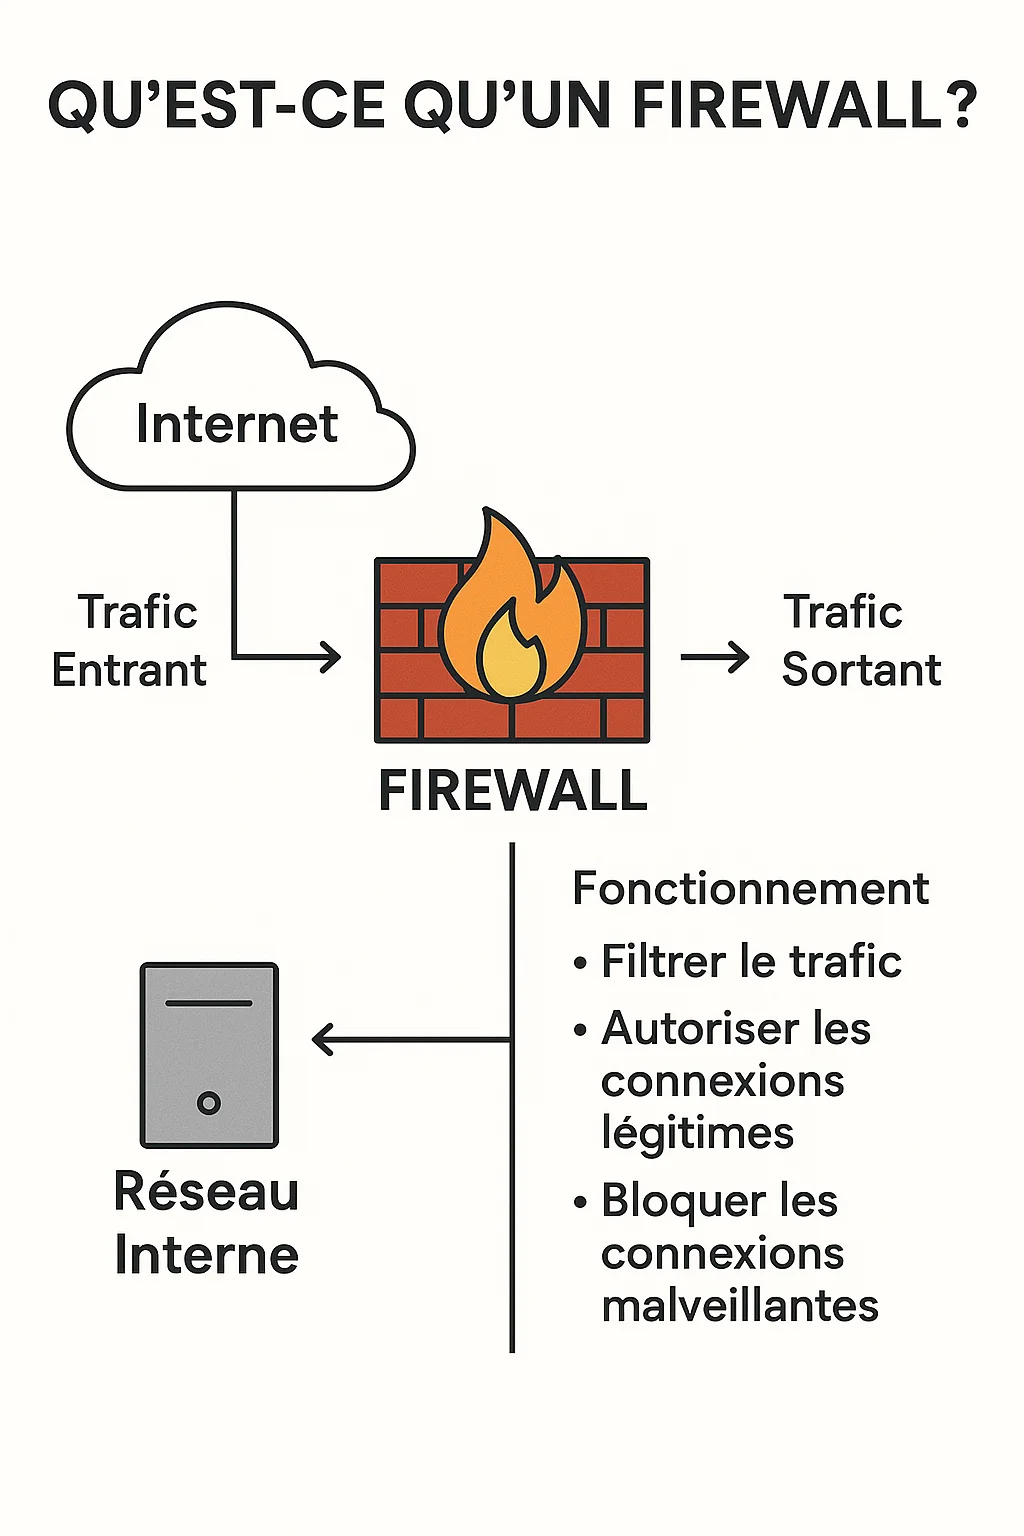 QU’EST-CE QU’UN FIREWALL?
Internet
Trafic
Entrant
Trafic
Sortant
FIREWALL
Fonctionnement
• Filtrer le trafic
• Autoriser les
connexions
légitimes
• Bloquer les
connexions
malveillantes
Réseau
Interne